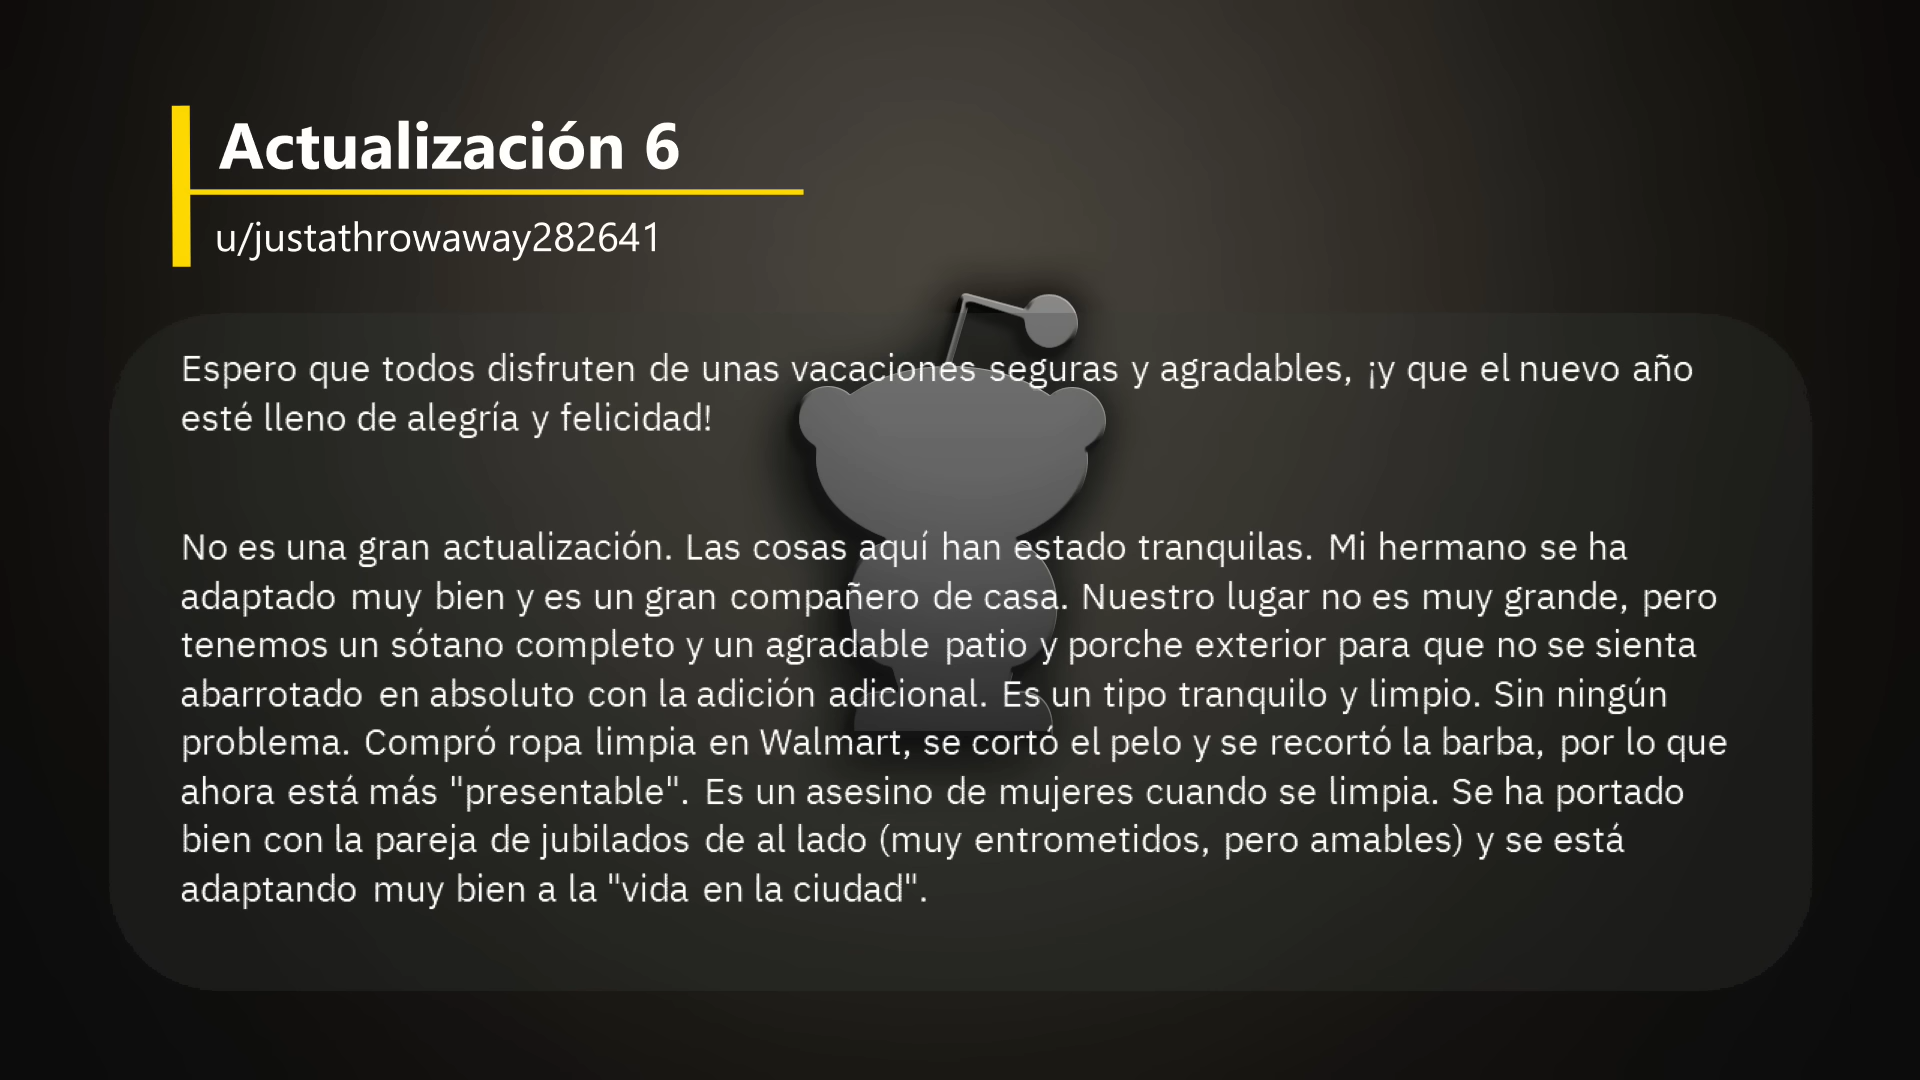 Actualización 6
u/justathrowaway282641
Espero que todos disfruten de unas vacaciones seguras y agradables, ¡y que el nuevo año
esté lleno de alegría y felicidad!
No es una gran actualización. Las cosas aquí han estado tranquilas. Mi hermano se ha
adaptado muy bien y es un gran compañero de casa. Nuestro lugar no es muy grande, pero
tenemos un sótano completo y un agradable patio y porche exterior para que no se sienta
abarrotado en absoluto con la adición adicional. Es un tipo tranquilo y limpio. Sin ningún
problema. Compró ropa limpia en Walmart, se cortó el pelo y se recortó la barba, por lo que
ahora está más "presentable". Es un asesino de mujeres cuando se limpia. Se ha portado
bien con la pareja de jubilados de al lado (muy entrometidos, pero amables) y se está
adaptando muy bien a la "vida en la ciudad".